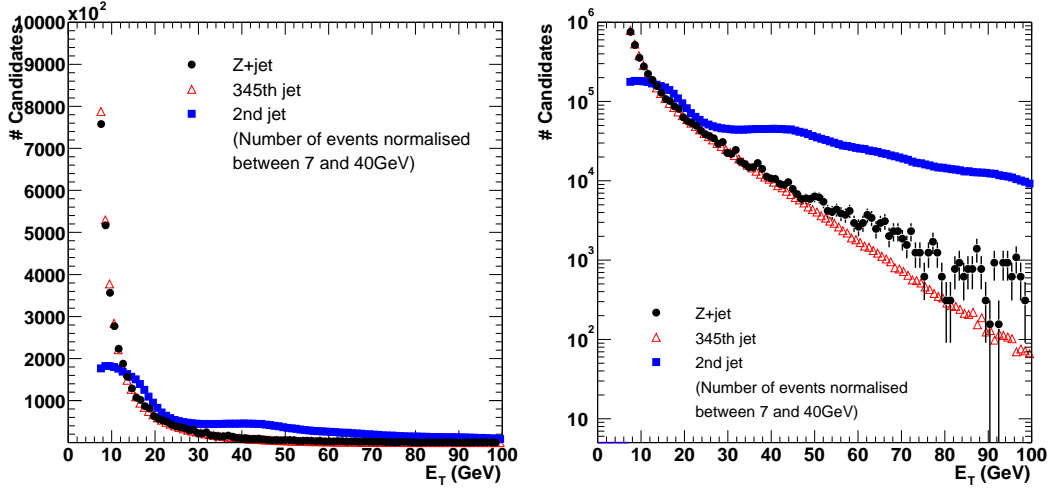 10000×10²
9000
8000
7000
6000
5000
4000
3000
2000
1000
# Candidates
Z+jet
345th jet
2nd jet
(Number of events normalised
between 7 and 40GeV)
0 10 20 30 40 50 60 70 80 90 100
E_T (GeV)
10⁶
10⁵
10⁴
10³
10²
10
# Candidates
Z+jet
345th jet
2nd jet
(Number of events normalised
between 7 and 40GeV)
0 10 20 30 40 50 60 70 80 90 100
E_T (GeV)